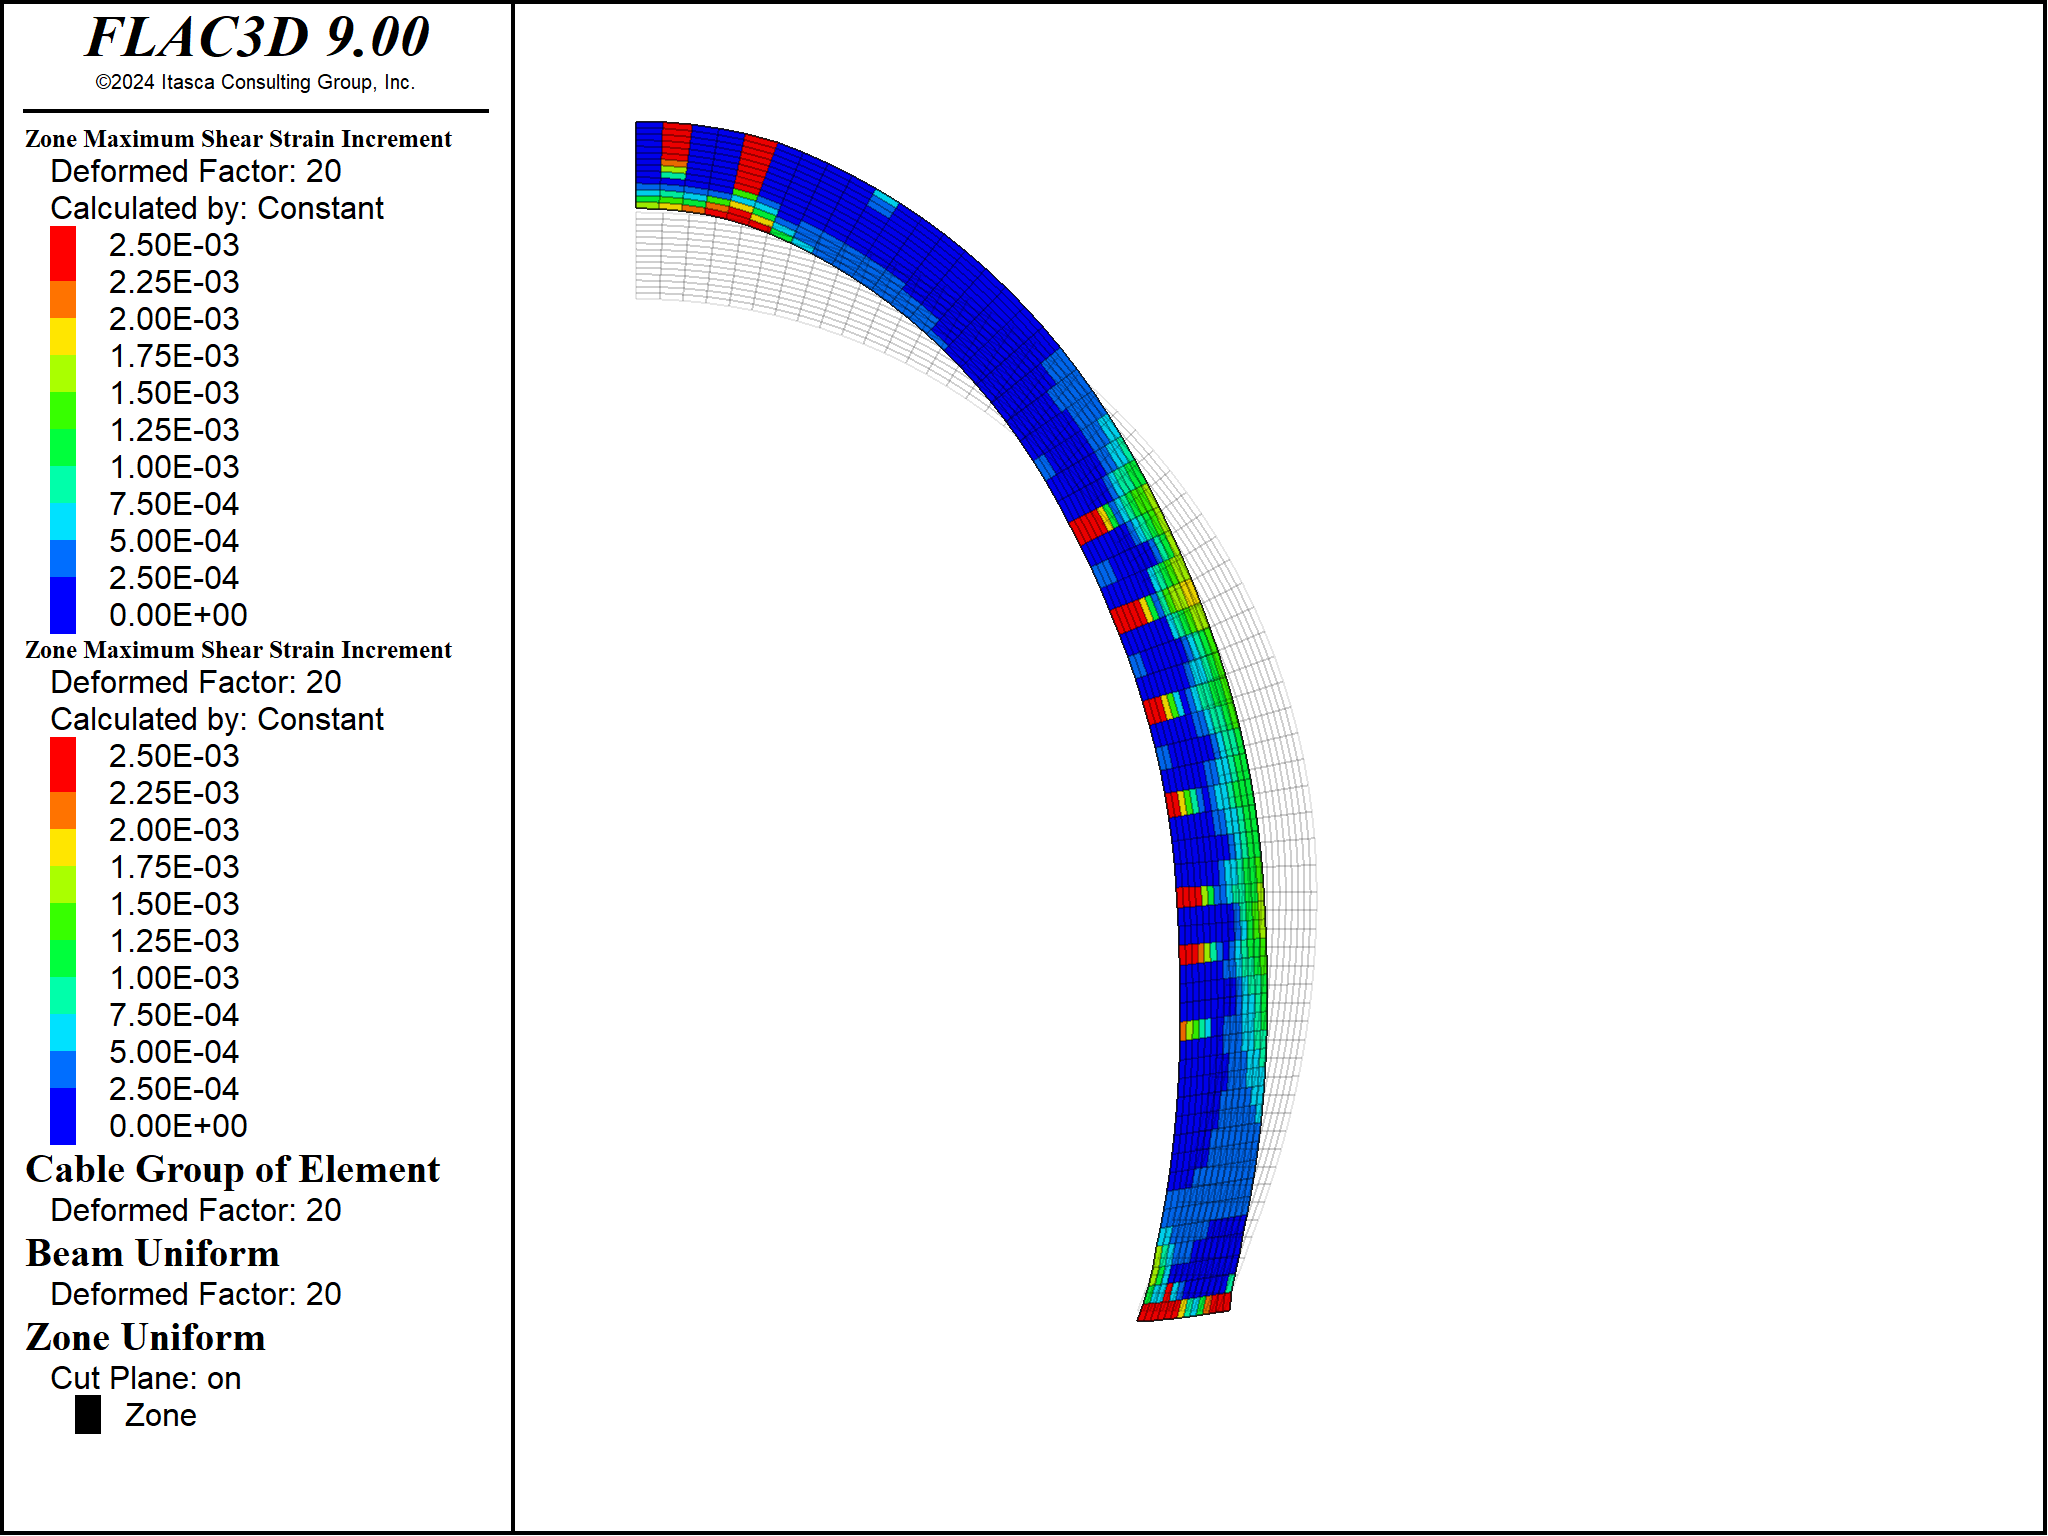 FLAC3D 9.00
©2024 Itasca Consulting Group, Inc.
Zone Maximum Shear Strain Increment
Deformed Factor: 20
Calculated by: Constant
2.50E-03
2.25E-03
2.00E-03
1.75E-03
1.50E-03
1.25E-03
1.00E-03
7.50E-04
5.00E-04
2.50E-04
0.00E+00
Zone Maximum Shear Strain Increment
Deformed Factor: 20
Calculated by: Constant
2.50E-03
2.25E-03
2.00E-03
1.75E-03
1.50E-03
1.25E-03
1.00E-03
7.50E-04
5.00E-04
2.50E-04
0.00E+00
Cable Group of Element
Deformed Factor: 20
Beam Uniform
Deformed Factor: 20
Zone Uniform
Cut Plane: on
Zone